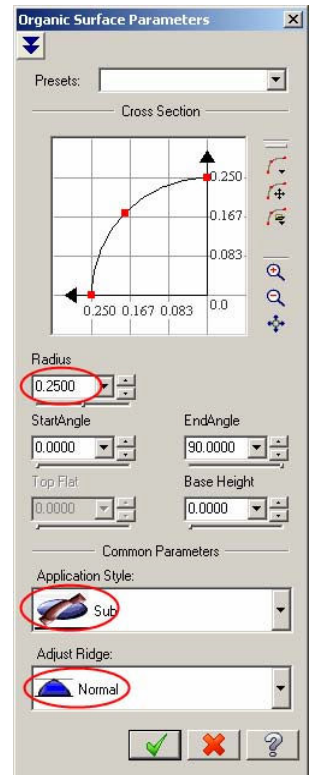 Organic Surface Parameters
Presets:
Cross Section
0.250
0.167
0.083
0.0
0.250 0.167 0.083
Radius
0.2500
StartAngle EndAngle
0.0000 90.0000
Top Flat Base Height
0.0000 0.0000
Common Parameters
Application Style:
Sub
Adjust Ridge:
Normal